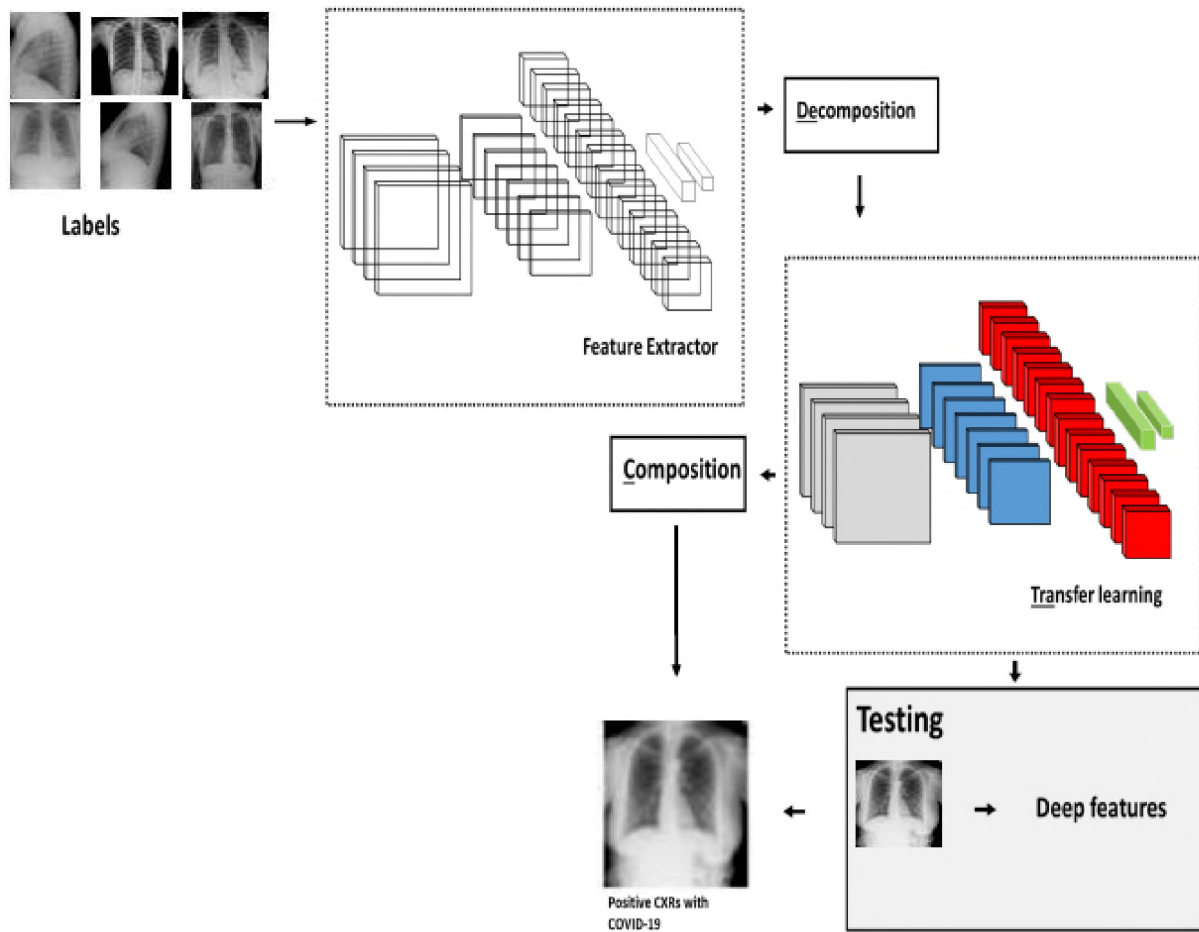 Labels
Feature Extractor
Decomposition
Transfer learning
Composition
Testing
Deep features
Positive CXRs with
COVID-19